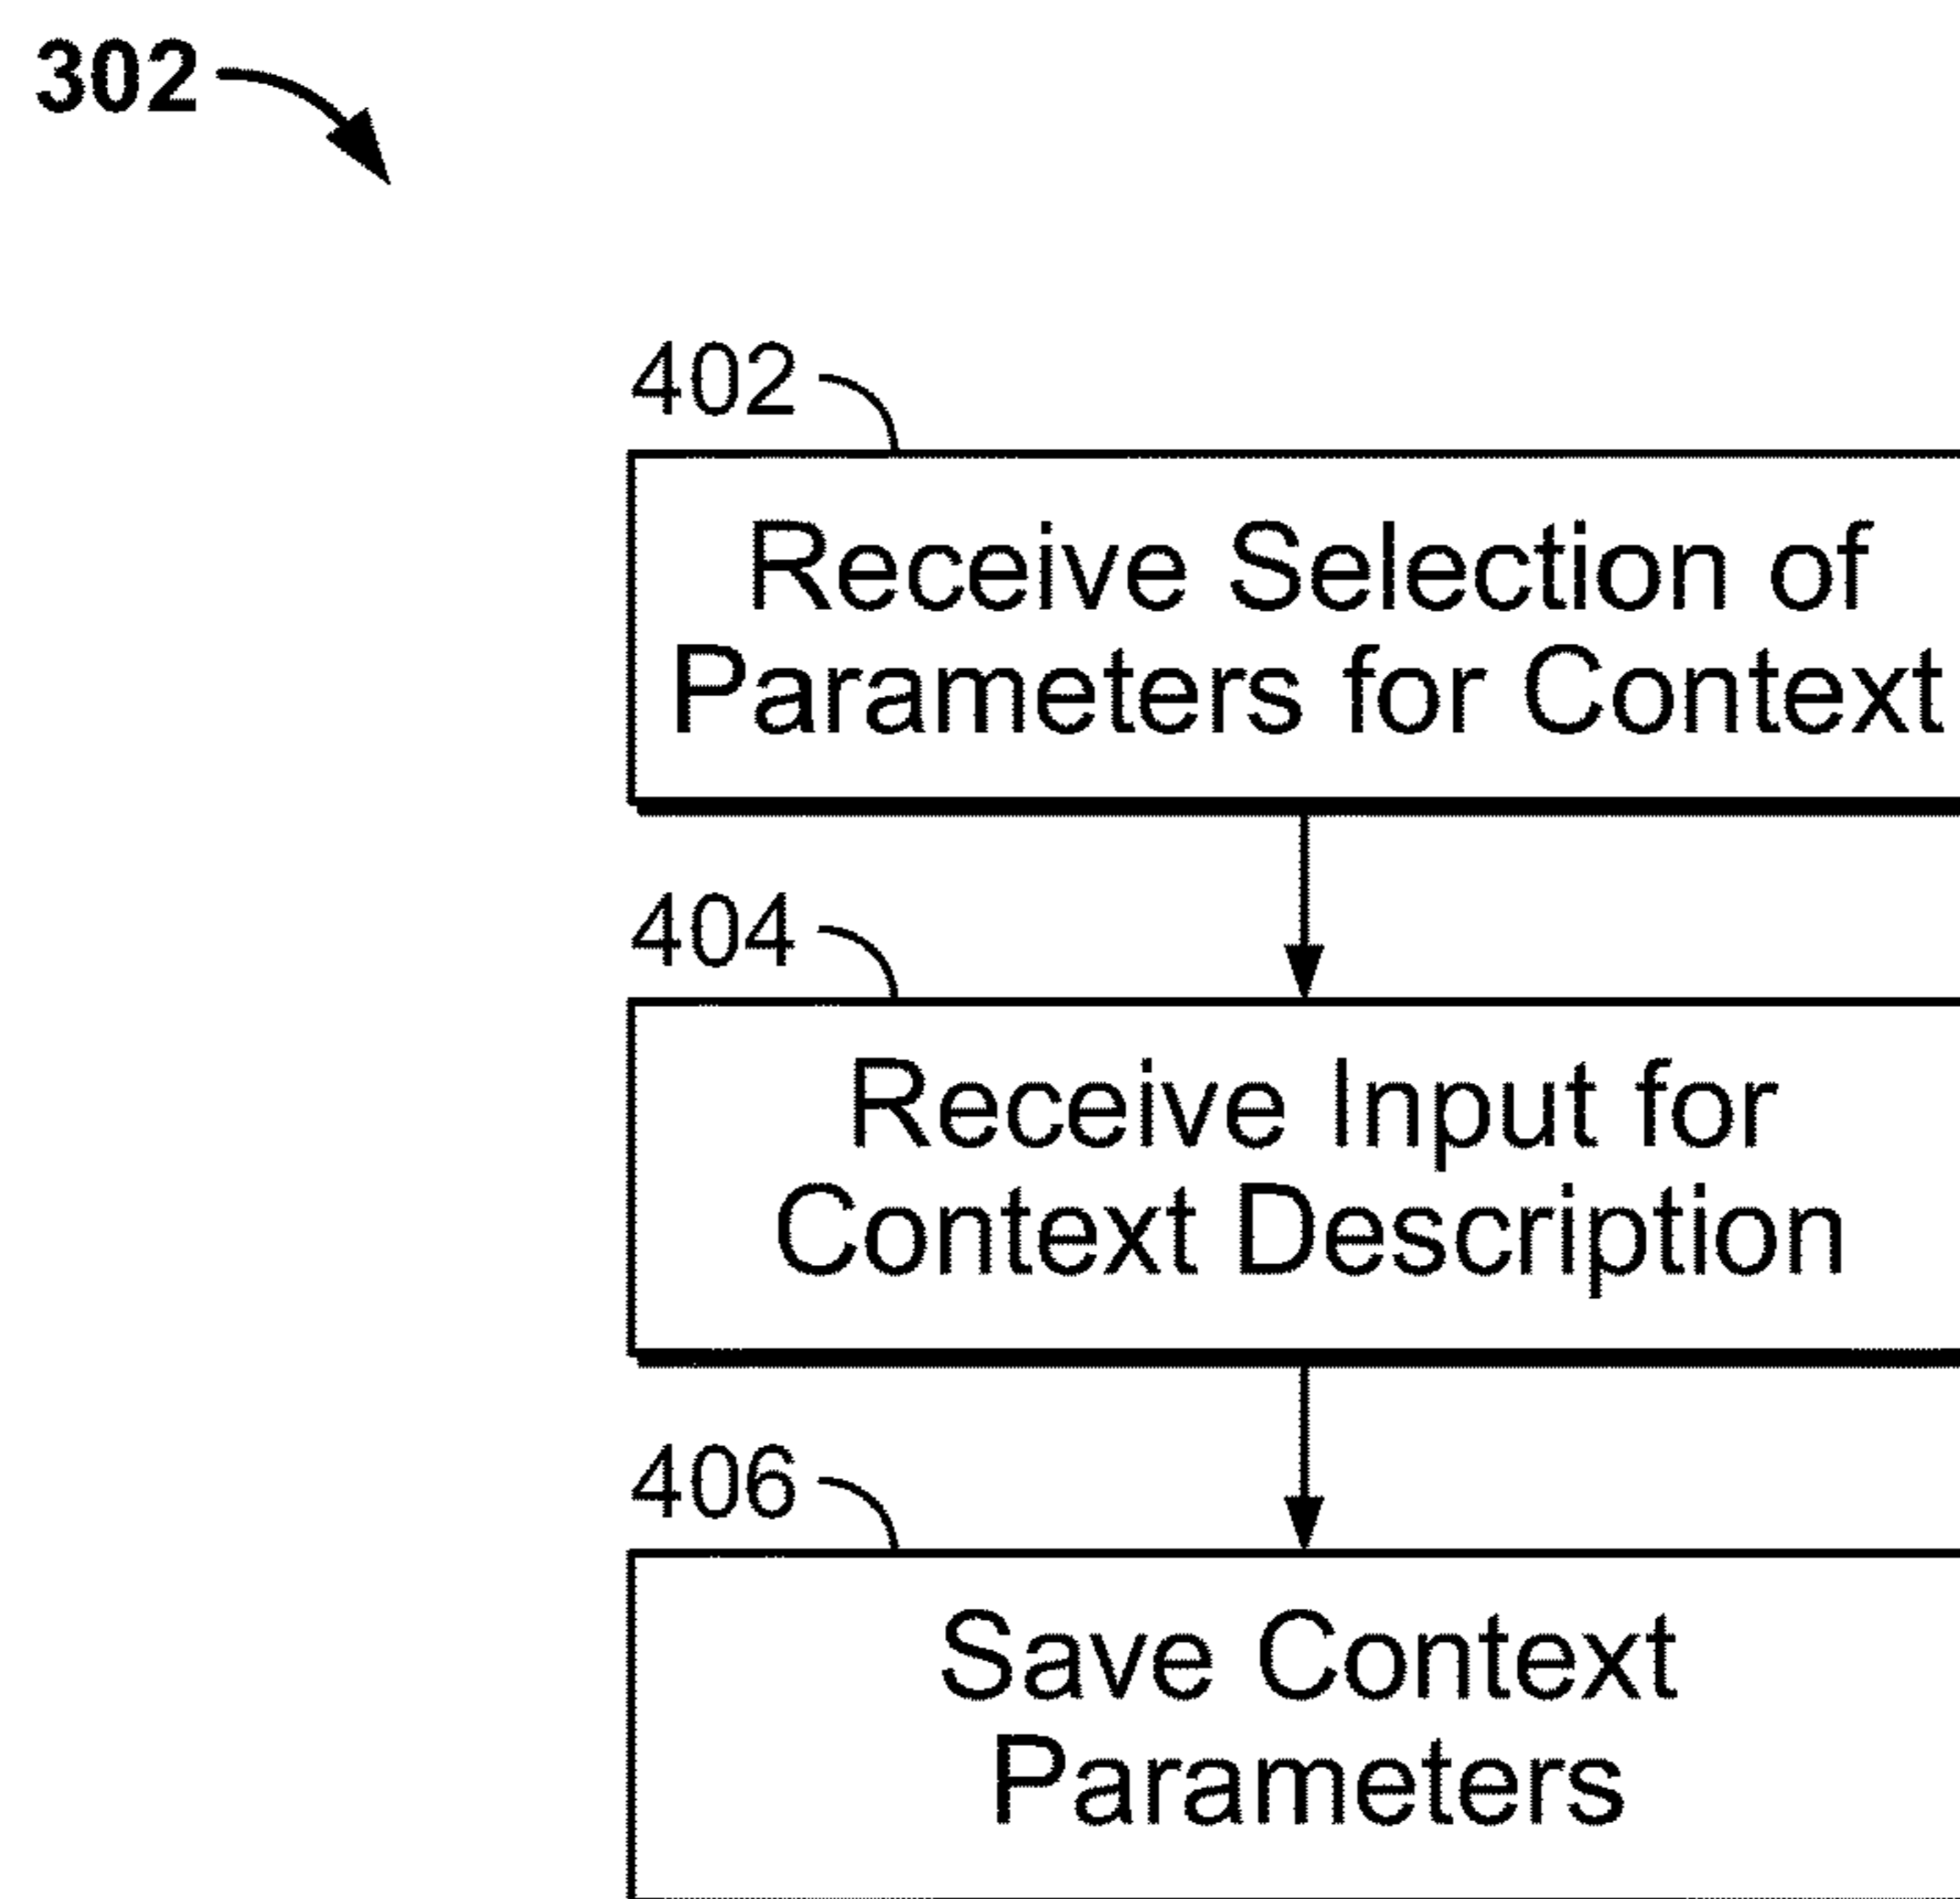 302
402
Receive Selection of
Parameters for Context
404
Receive Input for
Context Description
406
Save Context
Parameters